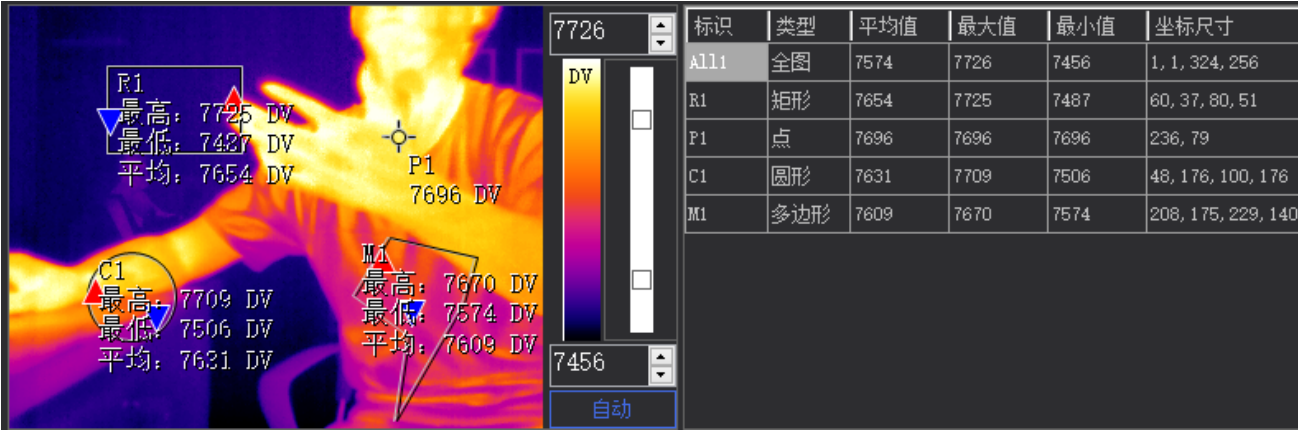 R1
最高: 7725 DV
最低: 7487 DV
平均: 7654 DV
P1
7696 DV
C1
最高: 7709 DV
最低: 7506 DV
平均: 7631 DV
M1
最高: 7670 DV
最低: 7574 DV
平均: 7609 DV
7726
DV
7456
自动
标识 类型 平均值 最大值 最小值 坐标尺寸
All1 全图 7574 7726 7456 1, 1, 324, 256
R1 矩形 7654 7725 7487 60, 37, 80, 51
P1 点 7696 7696 7696 236, 79
C1 圆形 7631 7709 7506 48, 176, 100, 176
M1 多边形 7609 7670 7574 208, 175, 229, 140